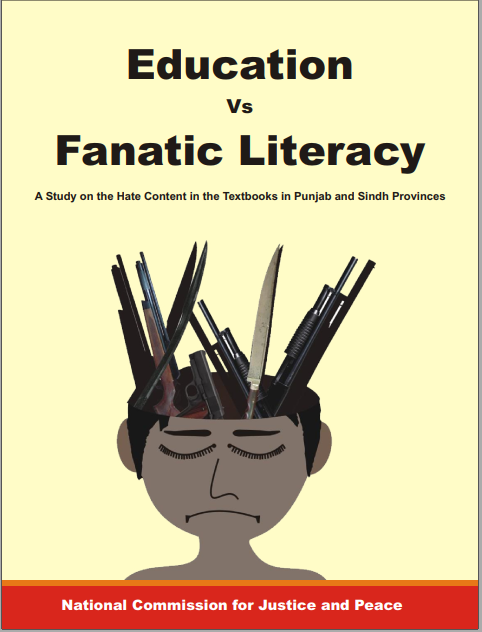 Education
Vs
Fanatic Literacy
A Study on the Hate Content in the Textbooks in Punjab and Sindh Provinces
National Commission for Justice and Peace